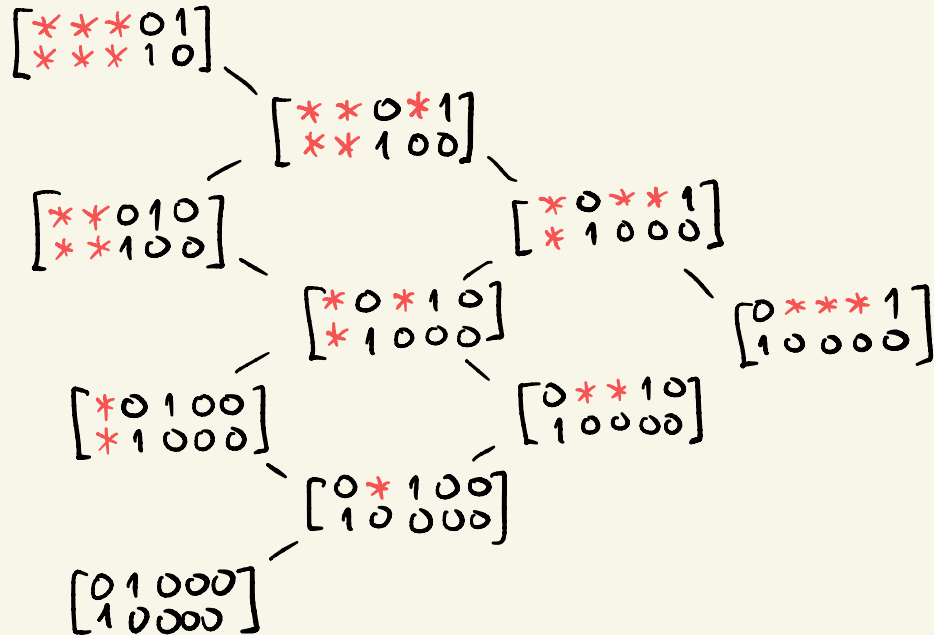 [* * * 0 1]
[* * * 1 0]
[* * 0 * 1]
[* * 1 0 0]
[* * 0 1 0]
[* * 1 0 0]
[* 0 * * 1]
[* 1 0 0 0]
[* 0 * 1 0]
[* 1 0 0 0]
[0 * * * 1]
[1 0 0 0 0]
[* 0 1 0 0]
[* 1 0 0 0]
[0 * * 1 0]
[1 0 0 0 0]
[0 * 1 0 0]
[1 0 0 0 0]
[0 1 0 0 0]
[1 0 0 0 0]